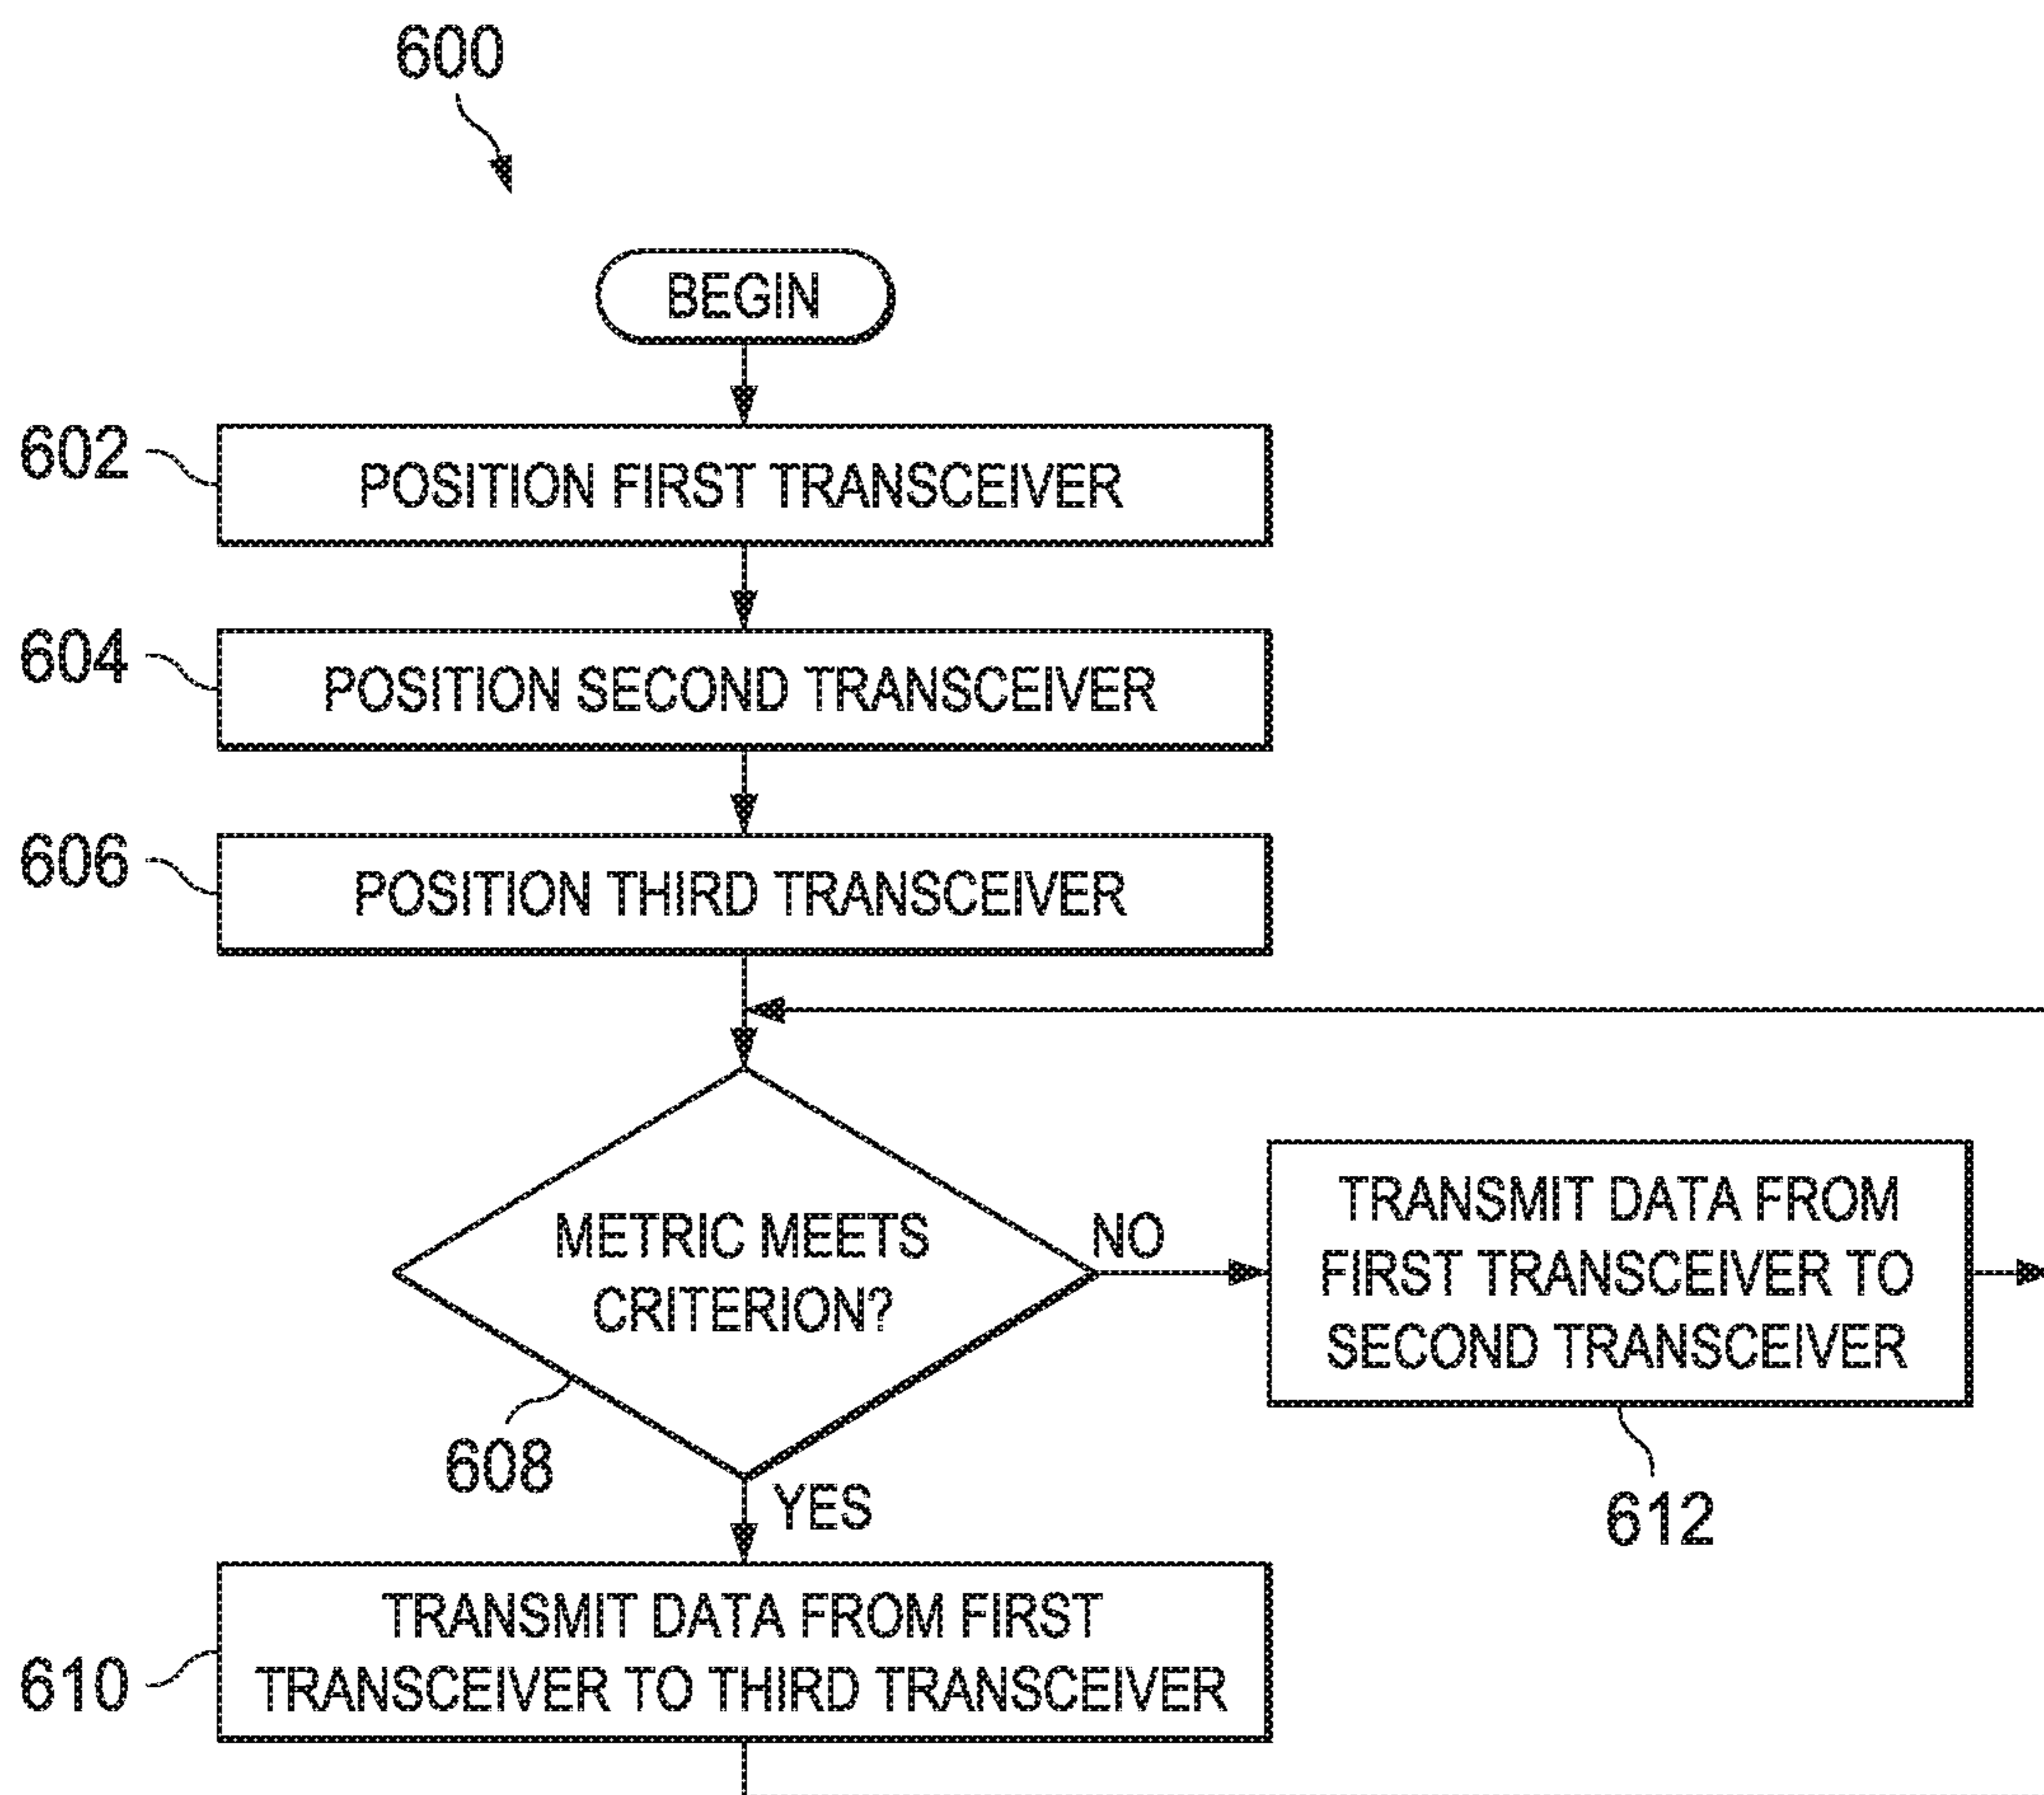 600
BEGIN
602
POSITION FIRST TRANSCEIVER
604
POSITION SECOND TRANSCEIVER
606
POSITION THIRD TRANSCEIVER
METRIC MEETS
CRITERION?
NO
TRANSMIT DATA FROM
FIRST TRANSCEIVER TO
SECOND TRANSCEIVER
608
612
YES
610
TRANSMIT DATA FROM FIRST
TRANSCEIVER TO THIRD TRANSCEIVER